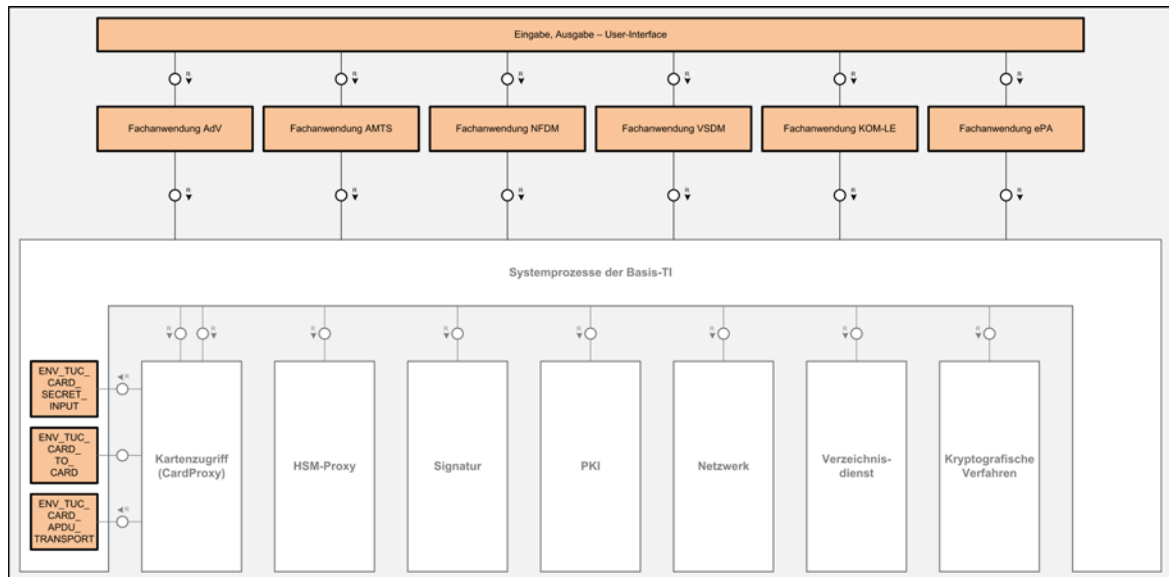 Eingabe, Ausgabe – User-Interface
R R R R R R
Fachanwendung AdV
Fachanwendung AMTS
Fachanwendung NFDM
Fachanwendung VSDM
Fachanwendung KOM-LE
Fachanwendung ePA
R R R R R R
Systemprozesse der Basis-TI
R R R R R R R R
ENV_TUC_
CARD_
SECRET_
INPUT
R
ENV_TUC_
CARD_
TO_
CARD
ENV_TUC_
CARD_
APDU_
TRANSPORT
R
Kartenzugriff
(CardProxy)
HSM-Proxy
Signatur
PKI
Netzwerk
Verzeichnis-
dienst
Kryptografische
Verfahren